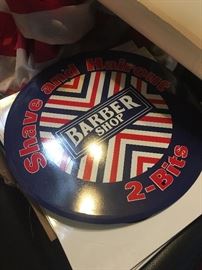 Shave and Haircut
BARBER
SHOP
2-Bits